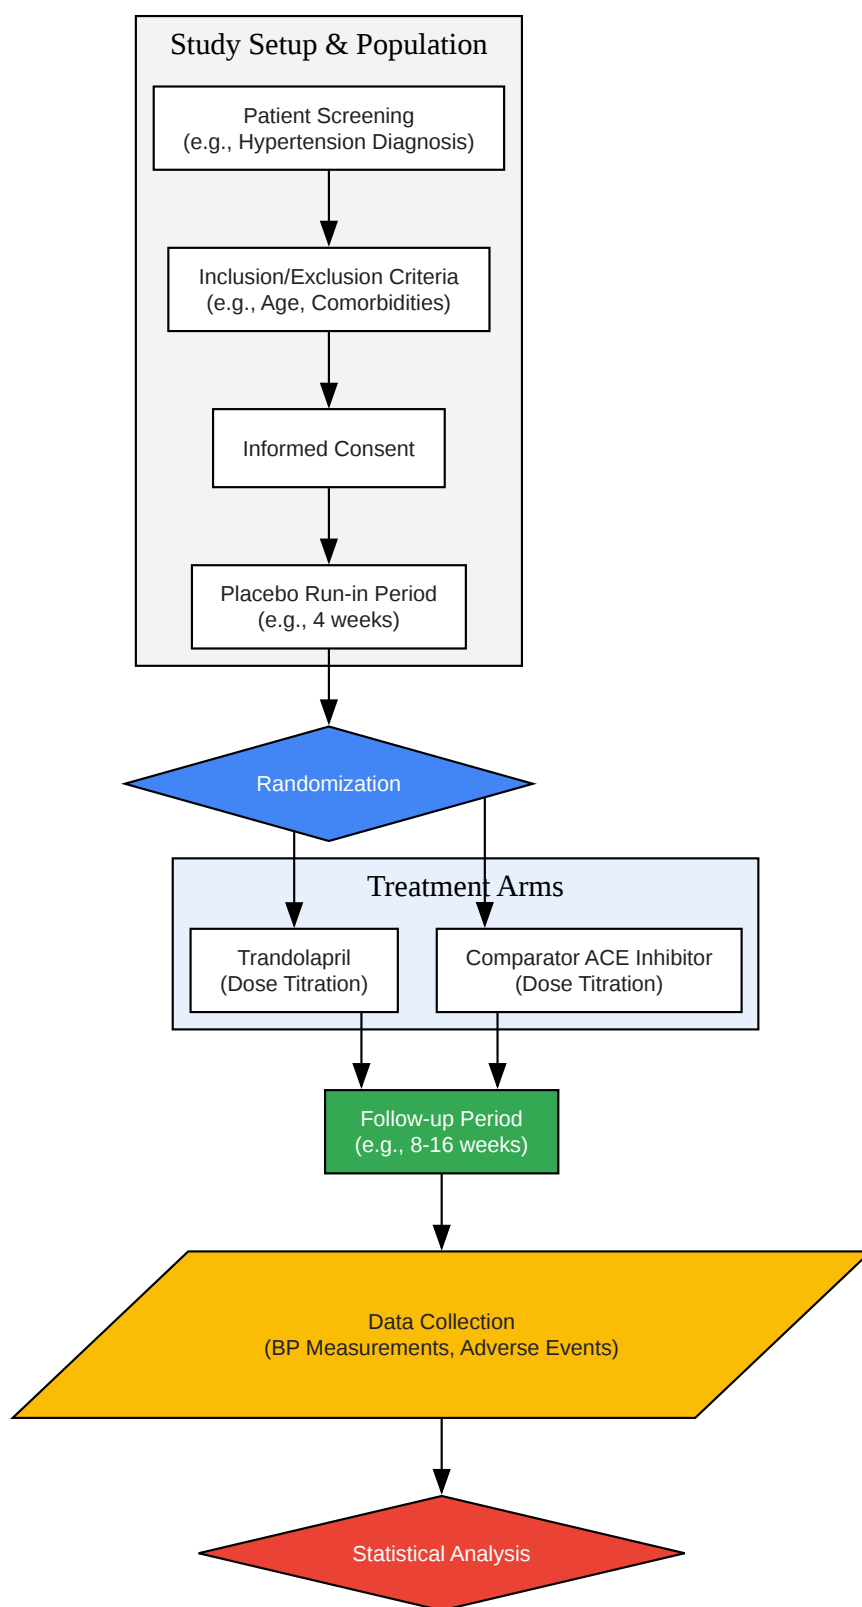 Study Setup & Population
Patient Screening
(e.g., Hypertension Diagnosis)
Inclusion/Exclusion Criteria
(e.g., Age, Comorbidities)
Informed Consent
Placebo Run-in Period
(e.g., 4 weeks)
Randomization
Treatment Arms
Trandolapril
(Dose Titration)
Comparator ACE Inhibitor
(Dose Titration)
Follow-up Period
(e.g., 8-16 weeks)
Data Collection
(BP Measurements, Adverse Events)
Statistical Analysis